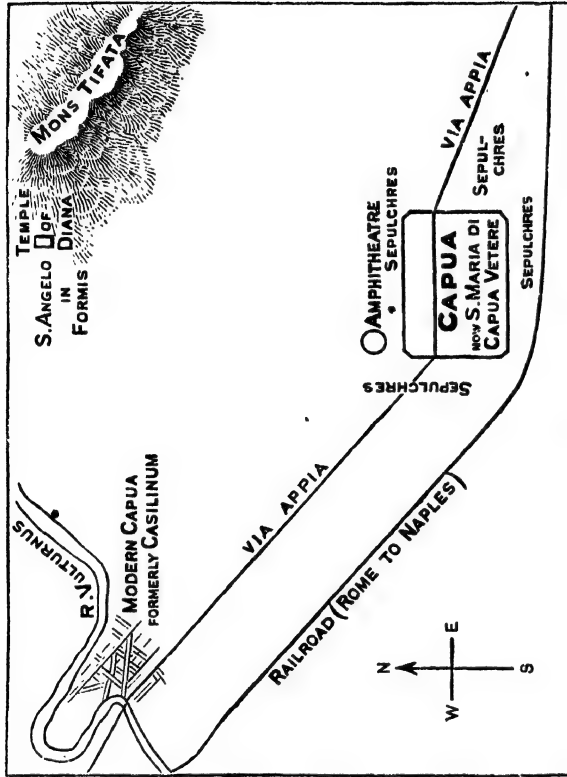 TEMPLE
S. ANGELO OF
IN DIANA
FORMIS
MONS TIFATA
R. VULTURNUS
MODERN CAPUA
FORMERLY CASILINUM
VIA APPIA
RAILROAD (ROME TO NAPLES)
SEPULCHRES
AMPHITHEATRE
SEPULCHRES
CAPUA
NOW S. MARIA DI
CAPUA VETERE
VIA APPIA
SEPUL-
CHRES
SEPULCHRES
N
W E
S